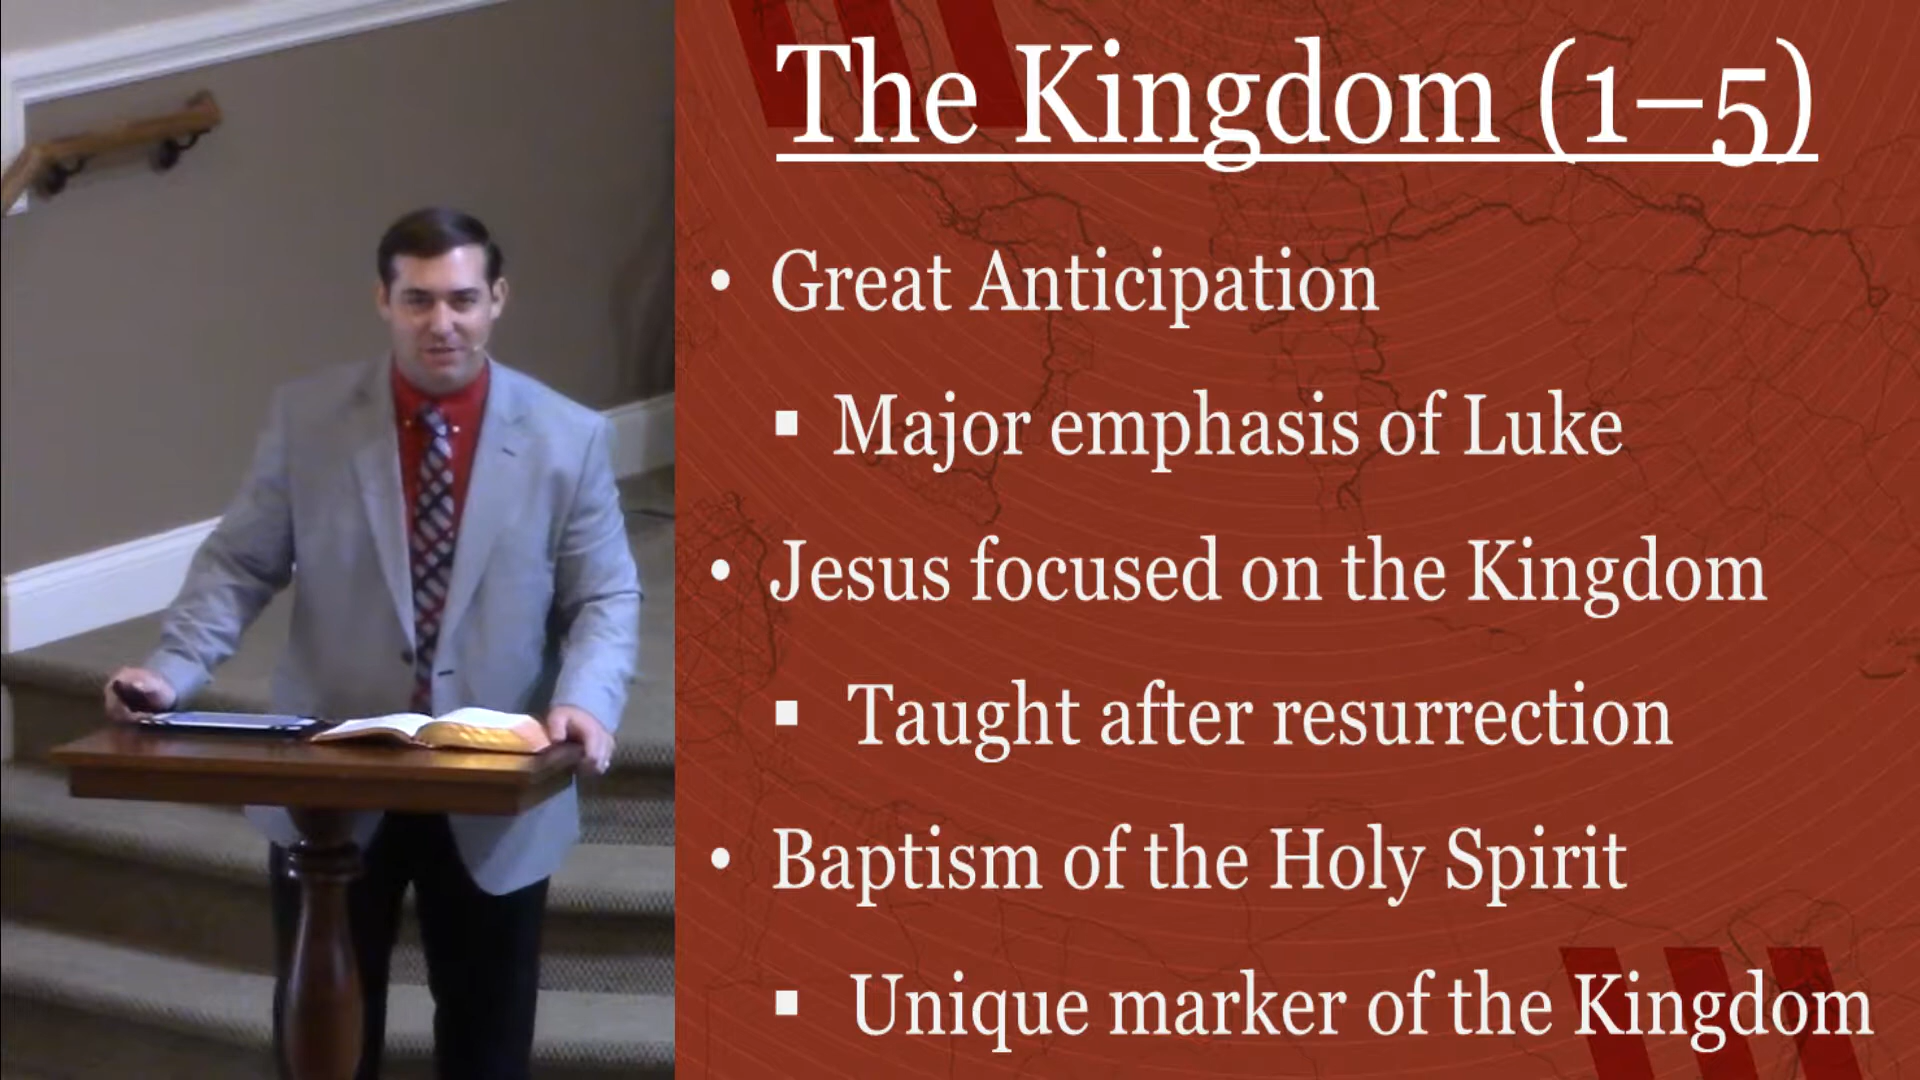 The Kingdom (1–5)
• Great Anticipation
▪ Major emphasis of Luke
• Jesus focused on the Kingdom
▪ Taught after resurrection
• Baptism of the Holy Spirit
▪ Unique marker of the Kingdom